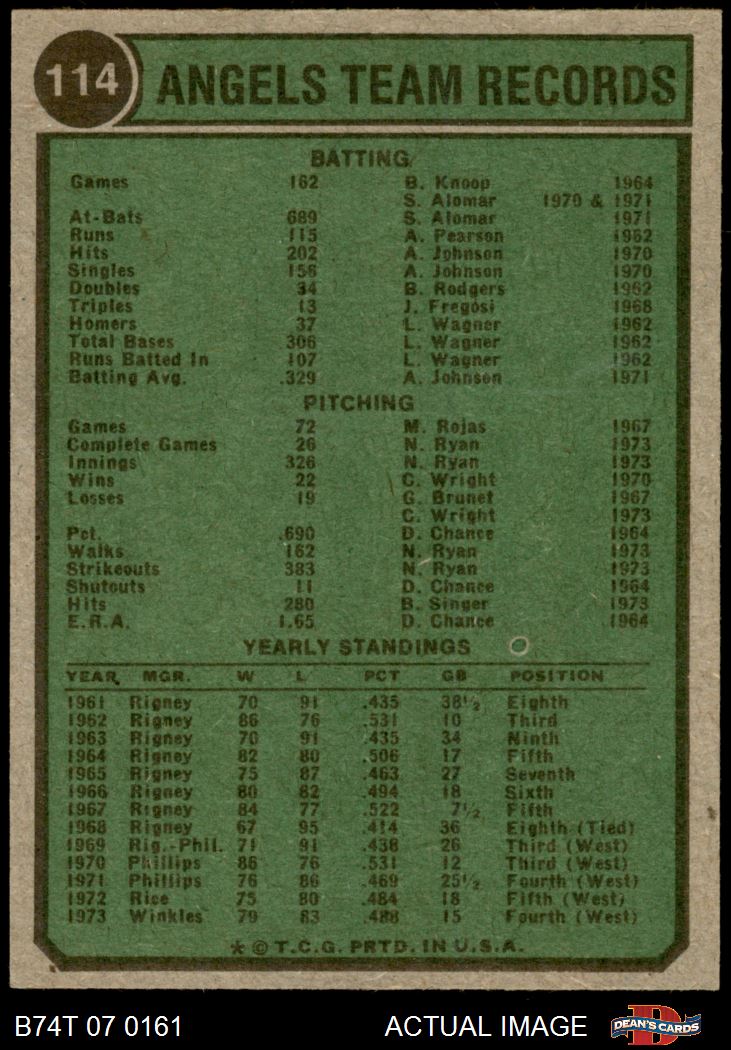 114 ANGELS TEAM RECORDS
BATTING
Games 162 B. Knoop 1964
S. Alomar 1970 & 1971
At-Bats 689 S. Alomar 1971
Runs 115 A. Pearson 1962
Hits 202 A. Johnson 1970
Singles 156 A. Johnson 1970
Doubles 34 B. Rodgers 1962
Triples 13 J. Fregosi 1968
Homers 37 L. Wagner 1962
Total Bases 306 L. Wagner 1962
Runs Batted In 107 L. Wagner 1962
Batting Avg. .329 A. Johnson 1971
PITCHING
Games 72 M. Rojas 1967
Complete Games 26 N. Ryan 1973
Innings 326 N. Ryan 1973
Wins 22 C. Wright 1970
Losses 19 G. Brunet 1967
C. Wright 1973
Pct. .690 D. Chance 1964
Walks 162 N. Ryan 1973
Strikeouts 383 N. Ryan 1973
Shutouts 11 D. Chance 1964
Hits 280 B. Singer 1973
E.R.A. 1.65 D. Chance 1964
YEARLY STANDINGS
YEAR MGR. W L PCT GB POSITION
1961 Rigney 70 91 .435 38½ Eighth
1962 Rigney 86 76 .531 10 Third
1963 Rigney 70 91 .435 34 Ninth
1964 Rigney 82 80 .506 17 Fifth
1965 Rigney 75 87 .463 27 Seventh
1966 Rigney 80 82 .494 18 Sixth
1967 Rigney 84 77 .522 7½ Fifth
1968 Rigney 67 95 .414 36 Eighth (Tied)
1969 Rig.-Phil. 71 91 .438 26 Third (West)
1970 Phillips 86 76 .531 12 Third (West)
1971 Phillips 76 86 .469 25½ Fourth (West)
1972 Rice 75 80 .484 18 Fifth (West)
1973 Winkles 79 83 .488 15 Fourth (West)
* © T.C.G. PRTD. IN U.S.A.
B74T 07 0161 ACTUAL IMAGE D DEAN'S CARDS